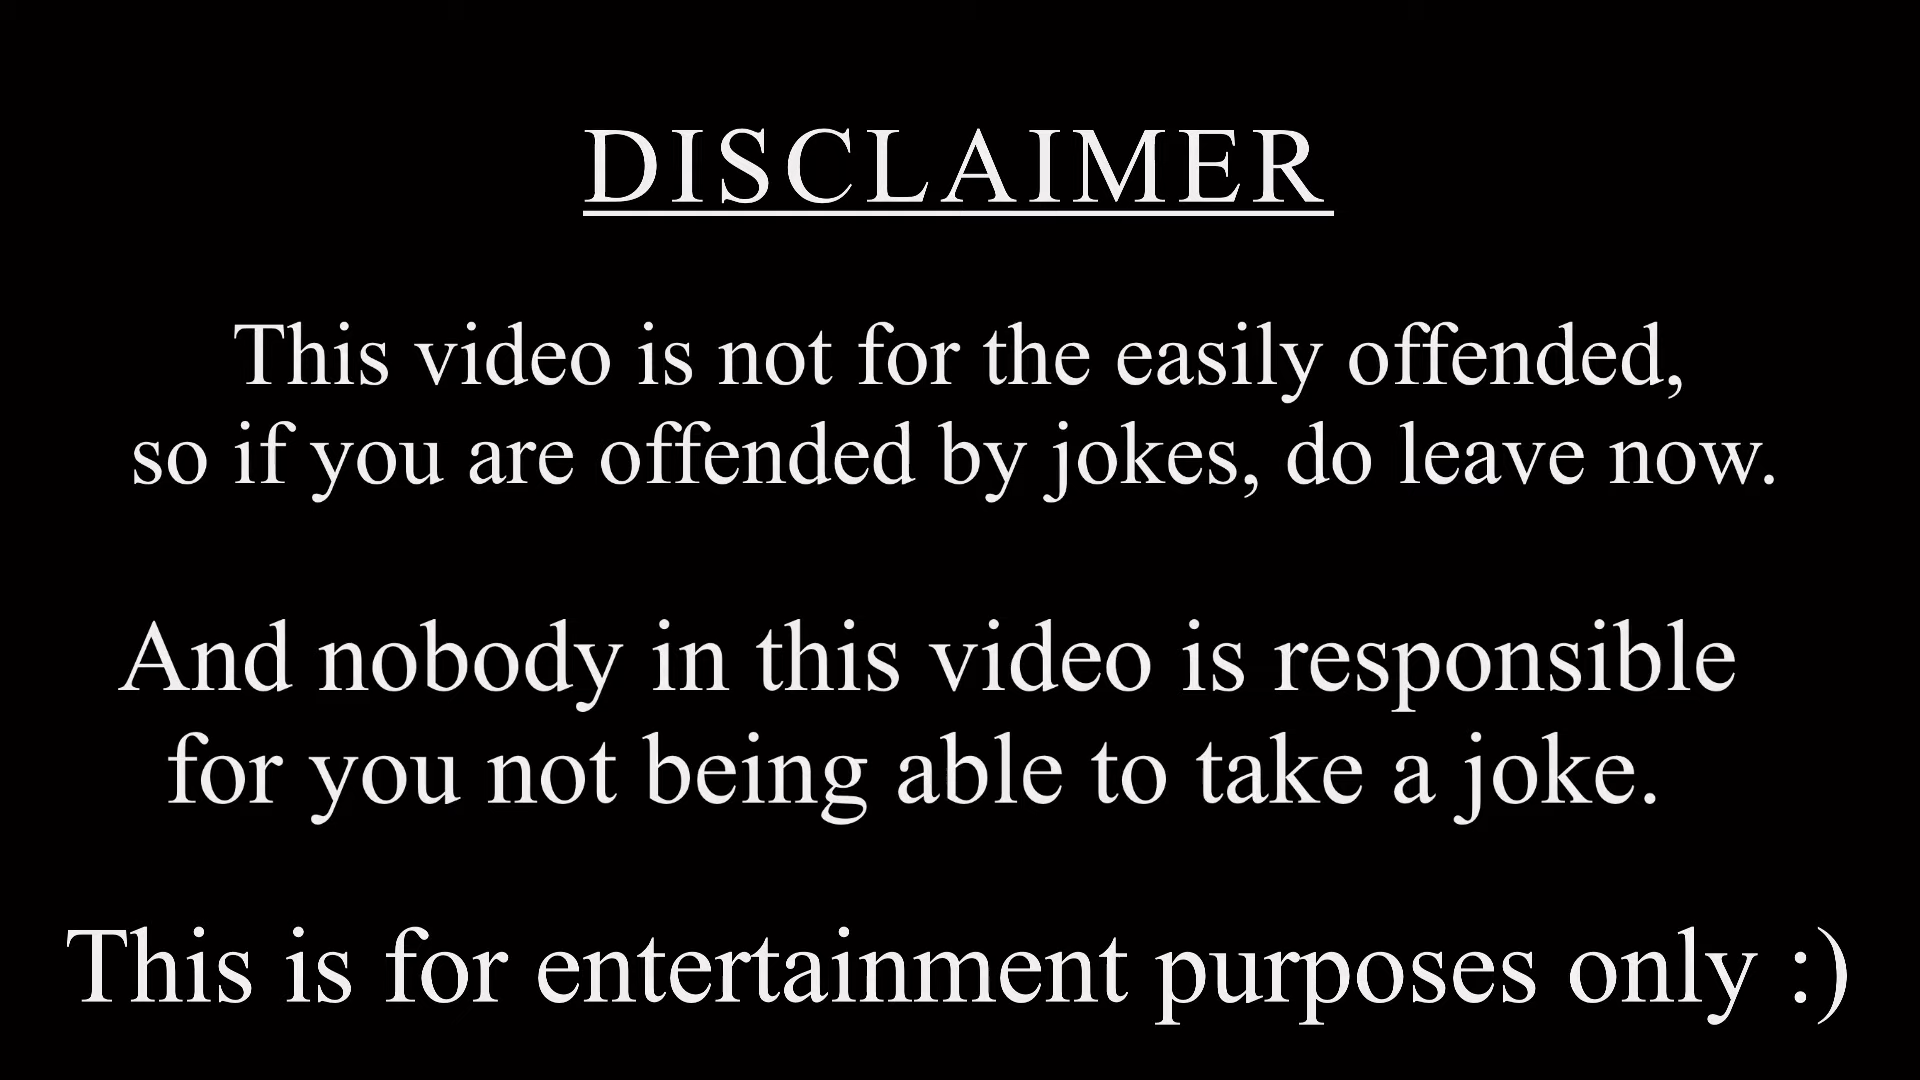 DISCLAIMER
This video is not for the easily offended,
so if you are offended by jokes, do leave now.
And nobody in this video is responsible
for you not being able to take a joke.
This is for entertainment purposes only :)